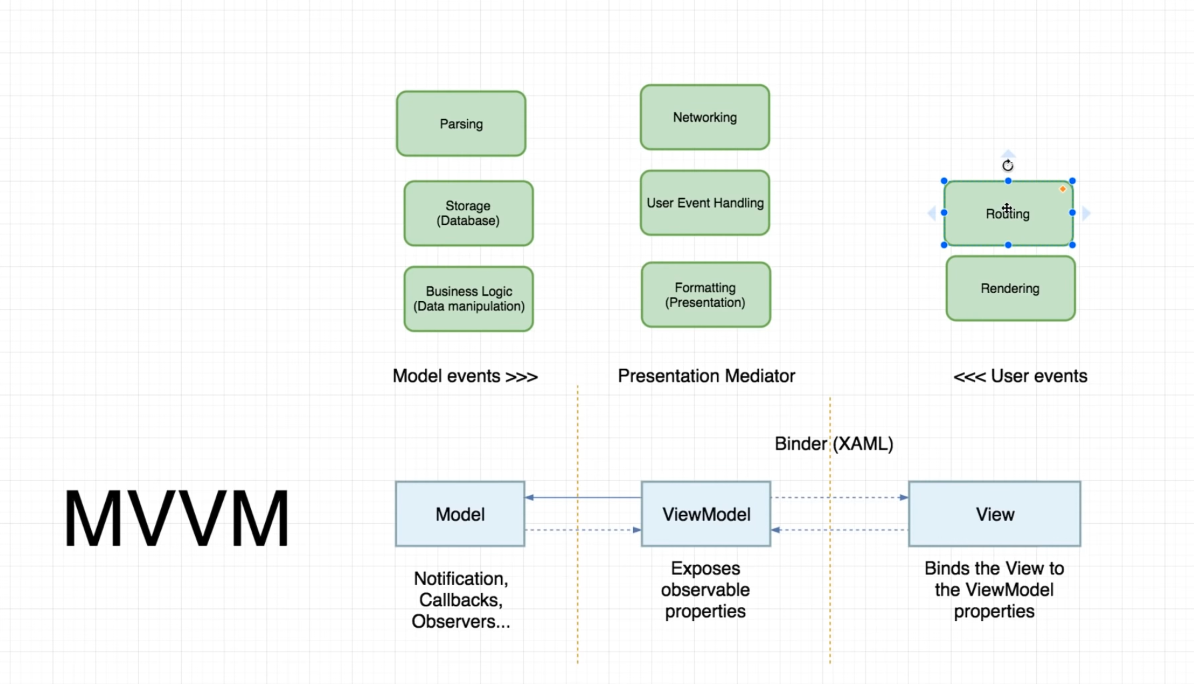 Parsing
Networking
Storage
(Database)
User Event Handling
Routing
Business Logic
(Data manipulation)
Formatting
(Presentation)
Rendering
Model events >>>
Presentation Mediator
<<< User events
Binder (XAML)
MVVM
Model
ViewModel
View
Notification,
Callbacks,
Observers...
Exposes
observable
properties
Binds the View to
the ViewModel
properties